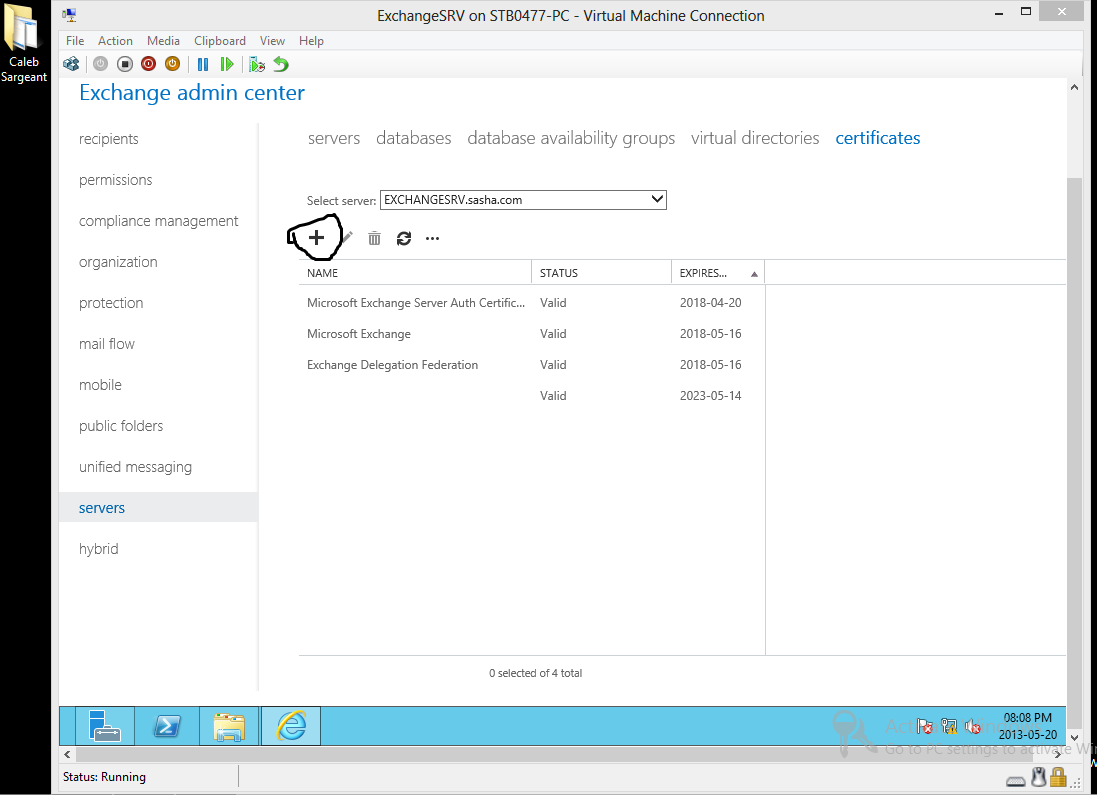 ExchangeSRV on STB0477-PC - Virtual Machine Connection
Caleb
Sargeant
File Action Media Clipboard View Help
Exchange admin center
recipients
permissions
compliance management
organization
protection
mail flow
mobile
public folders
unified messaging
servers
hybrid
servers databases database availability groups virtual directories certificates
Select server: EXCHANGESRV.sasha.com
NAME STATUS EXPIRES...
Microsoft Exchange Server Auth Certific... Valid 2018-04-20
Microsoft Exchange Valid 2018-05-16
Exchange Delegation Federation Valid 2018-05-16
Valid 2023-05-14
0 selected of 4 total
08:08 PM
2013-05-20
Go to PC settings to activate Wi
Status: Running